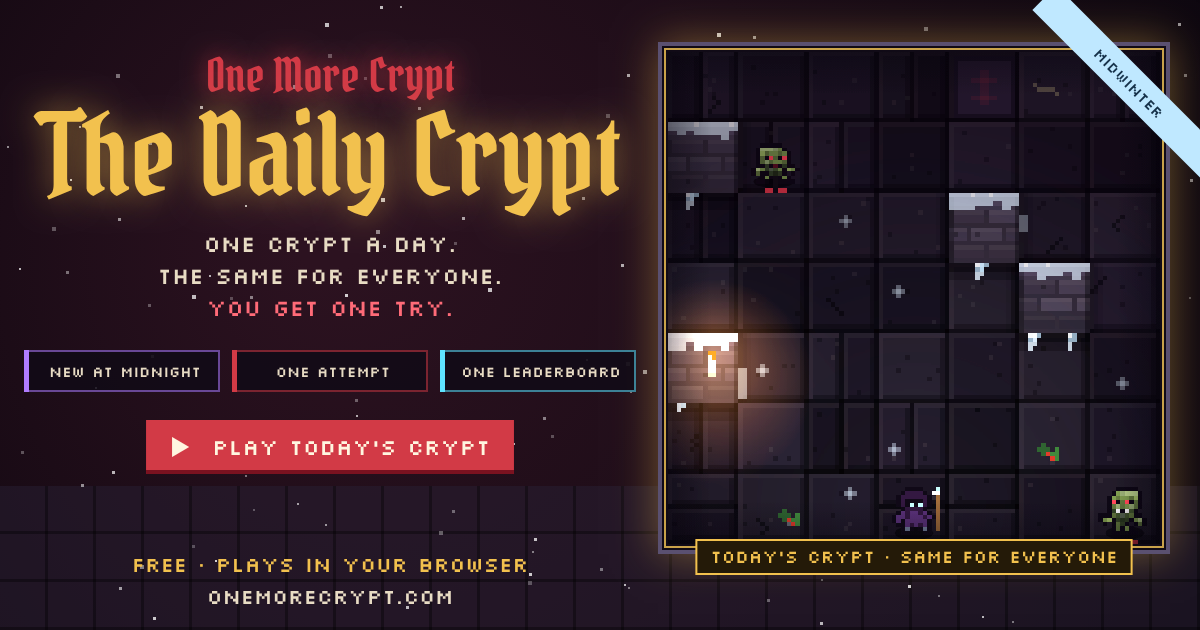 One More Crypt
The Daily Crypt
ONE CRYPT A DAY.
THE SAME FOR EVERYONE.
YOU GET ONE TRY.
NEW AT MIDNIGHT
ONE ATTEMPT
ONE LEADERBOARD
PLAY TODAY'S CRYPT
FREE · PLAYS IN YOUR BROWSER
ONEMORECRYPT.COM
MIDWINTER
TODAY'S CRYPT · SAME FOR EVERYONE